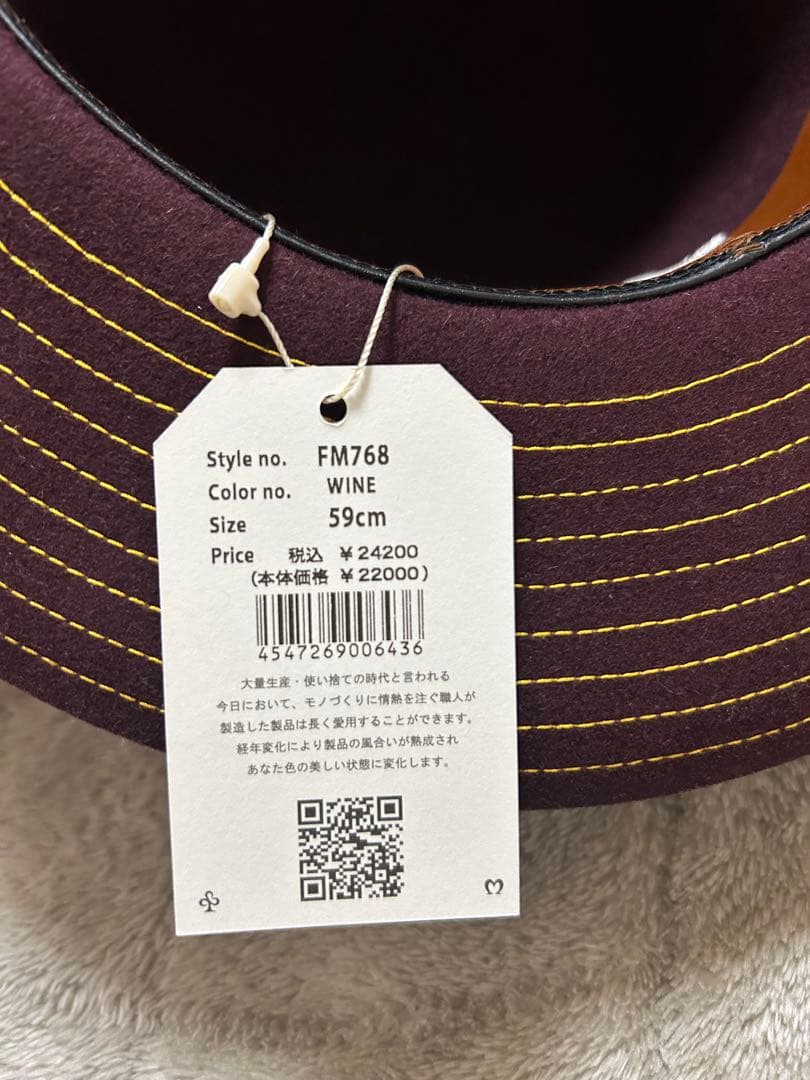 Style no. FM768
Color no. WINE
Size 59cm
Price 税込 ￥24200
(本体価格 ￥22000)
4547269006436
大量生産・使い捨ての時代と言われる
今日において、モノづくりに情熱を注ぐ職人が
製造した製品は長く愛用することができます。
経年変化により製品の風合いが熟成され
あなた色の美しい状態に変化します。